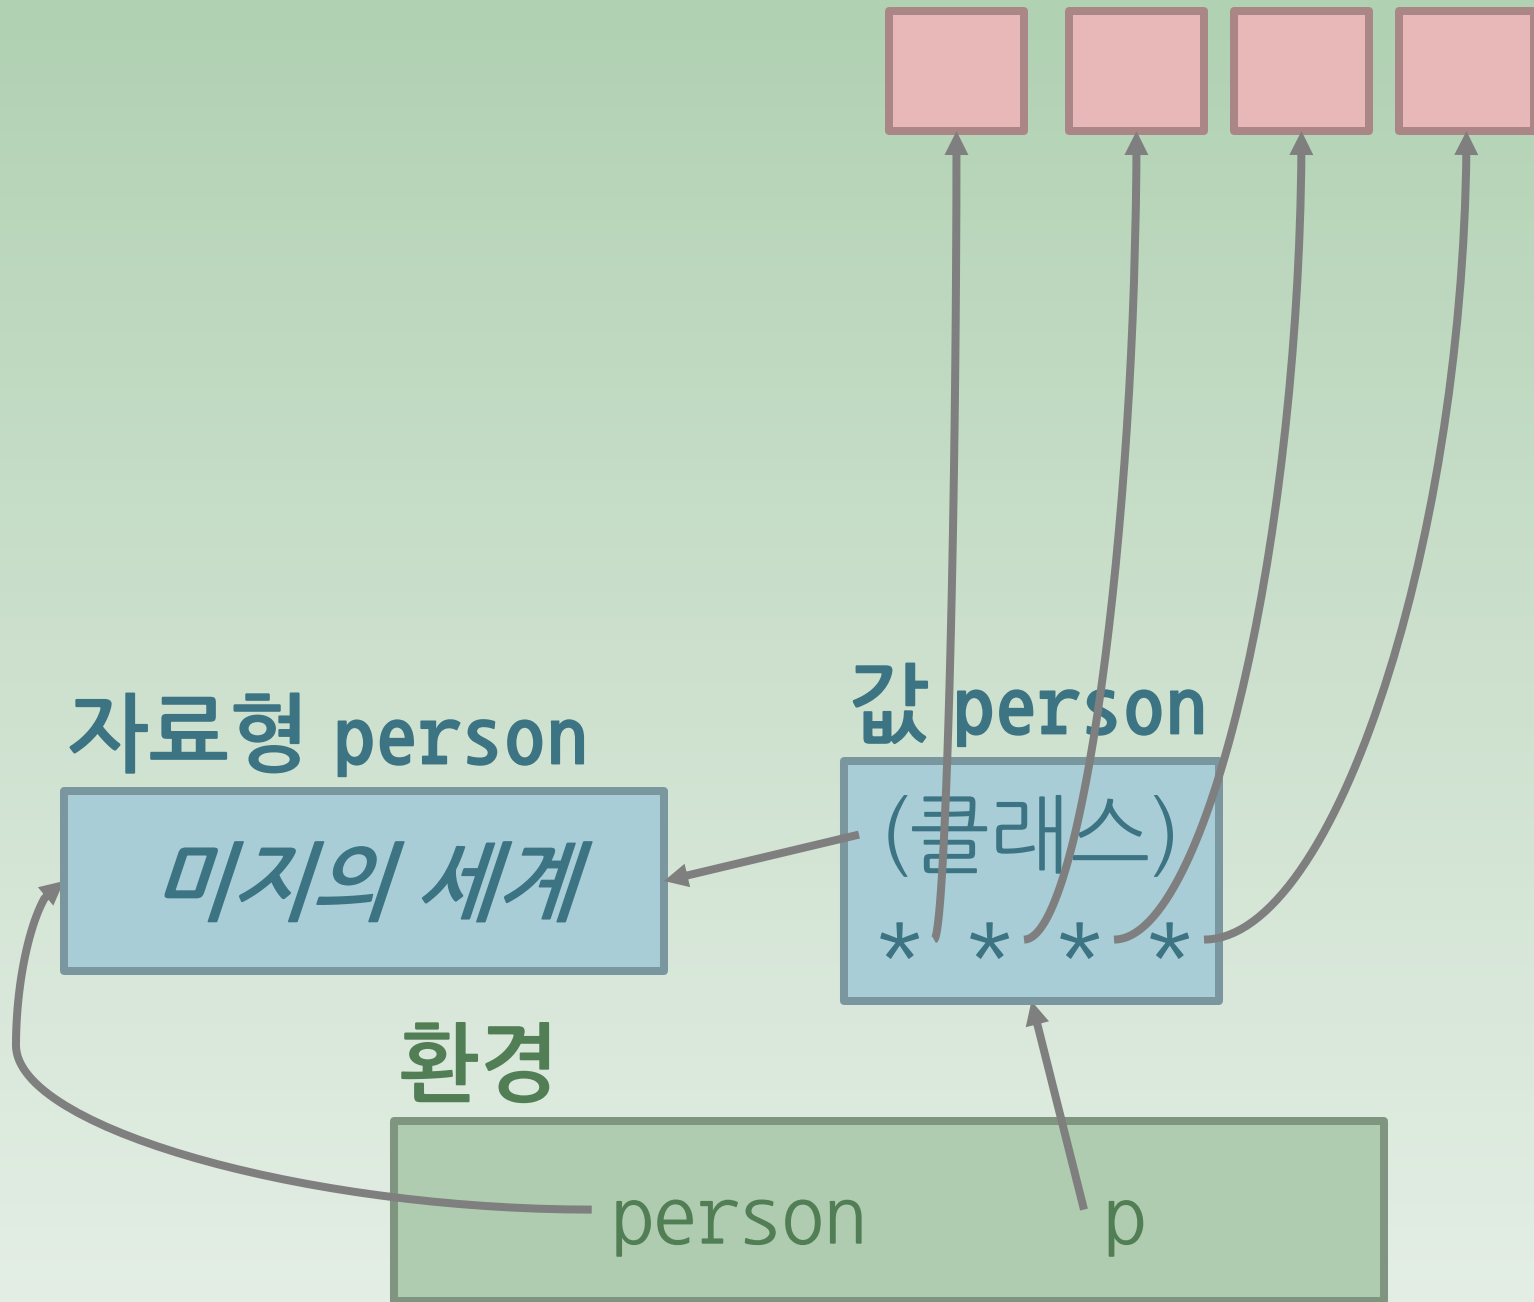 값 person
자료형 person
(클래스)
미지의 세계
* * * *
환경
person p